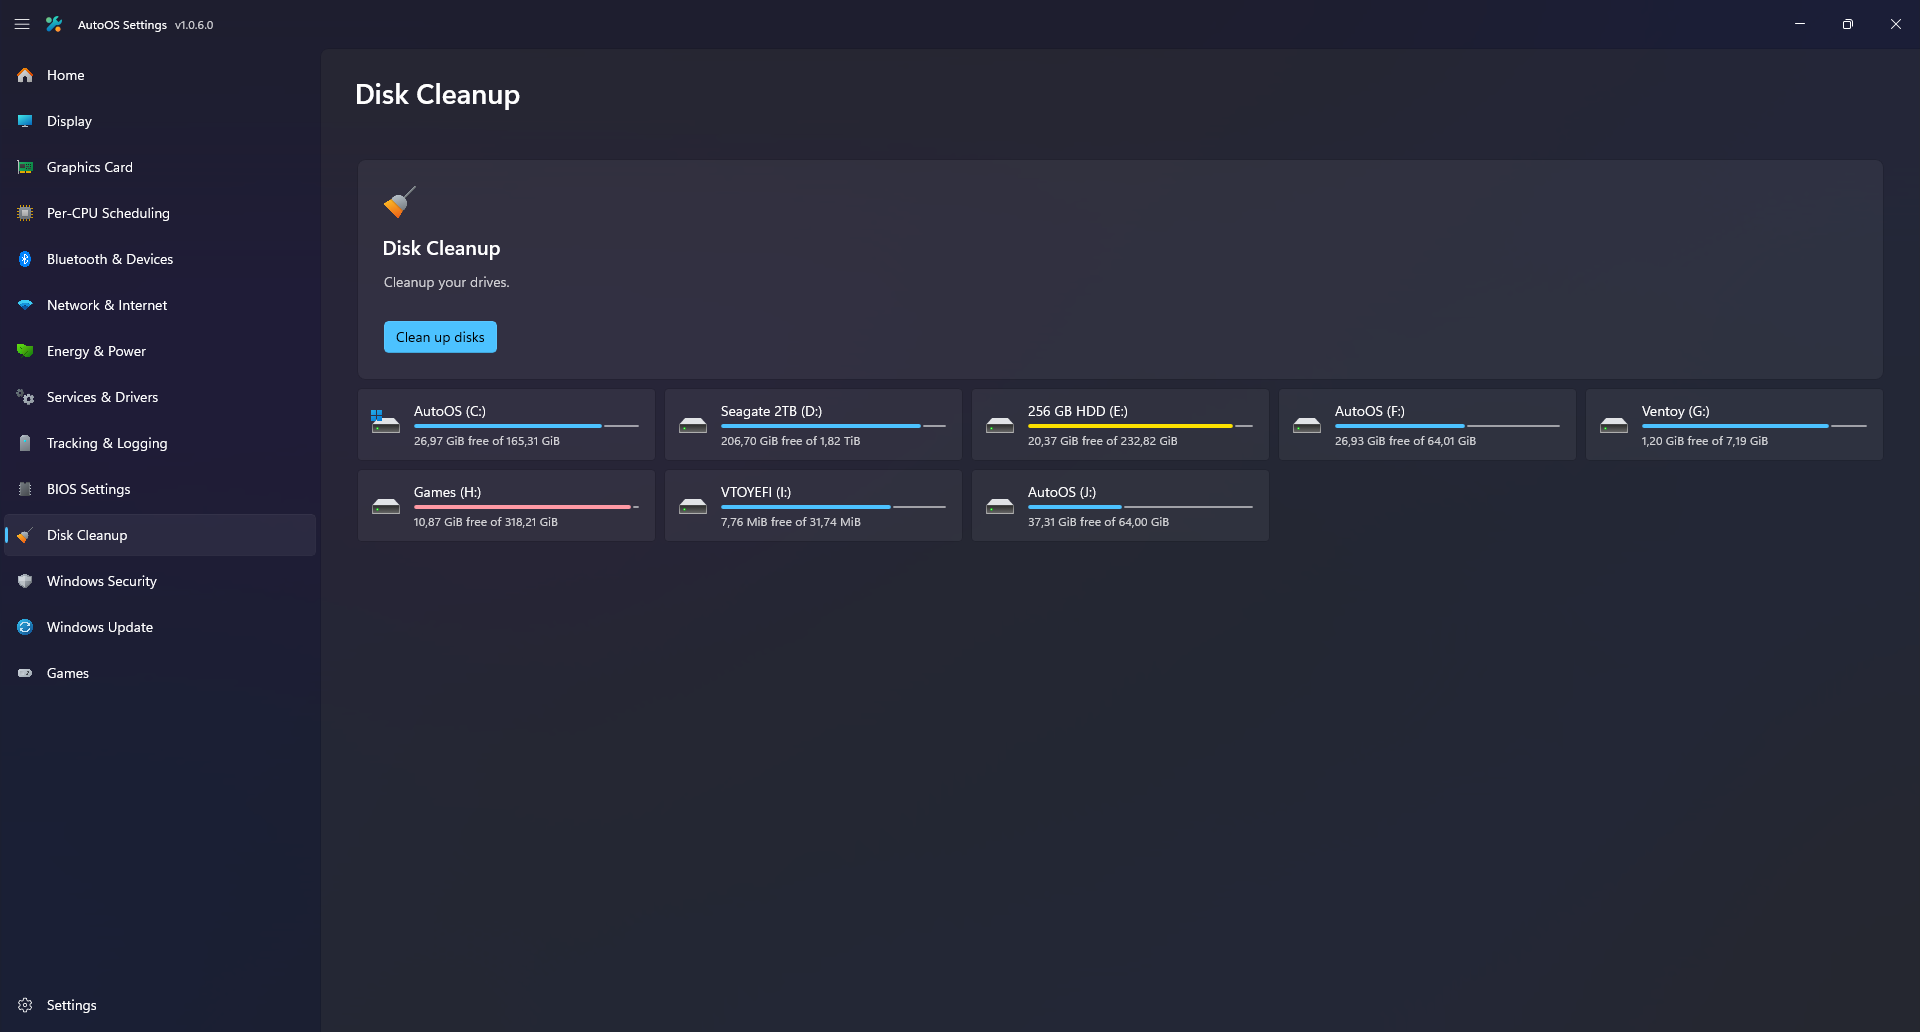 AutoOS Settings v1.0.6.0
Home
Display
Graphics Card
Per-CPU Scheduling
Bluetooth & Devices
Network & Internet
Energy & Power
Services & Drivers
Tracking & Logging
BIOS Settings
Disk Cleanup
Windows Security
Windows Update
Games
Settings
Disk Cleanup
Disk Cleanup
Cleanup your drives.
Clean up disks
AutoOS (C:)
26,97 GiB free of 165,31 GiB
Seagate 2TB (D:)
206,70 GiB free of 1,82 TiB
256 GB HDD (E:)
20,37 GiB free of 232,82 GiB
AutoOS (F:)
26,93 GiB free of 64,01 GiB
Ventoy (G:)
1,20 GiB free of 7,19 GiB
Games (H:)
10,87 GiB free of 318,21 GiB
VTOYEFI (I:)
7,76 MiB free of 31,74 MiB
AutoOS (J:)
37,31 GiB free of 64,00 GiB